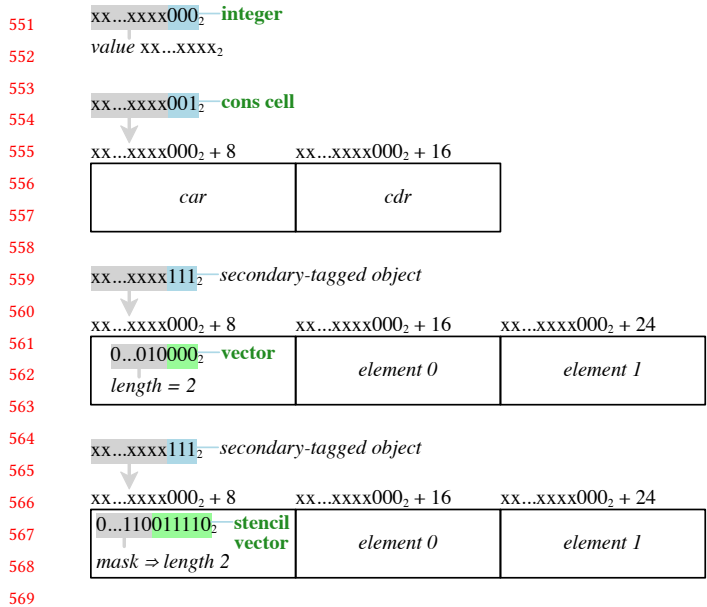 551 xx...xxxx000₂ integer
552 value xx...xxxx₂
553
554 xx...xxxx001₂ cons cell
555 xx...xxxx000₂ + 8 xx...xxxx000₂ + 16
556 car cdr
557
558
559 xx...xxxx111₂ secondary-tagged object
560
xx...xxxx000₂ + 8 xx...xxxx000₂ + 16 xx...xxxx000₂ + 24
561 0...010000₂ vector
562 length = 2 element 0 element 1
563
564 xx...xxxx111₂ secondary-tagged object
565
566 xx...xxxx000₂ + 8 xx...xxxx000₂ + 16 xx...xxxx000₂ + 24
567 0...110011110₂ stencil
vector element 0 element 1
568 mask ⇒ length 2
569